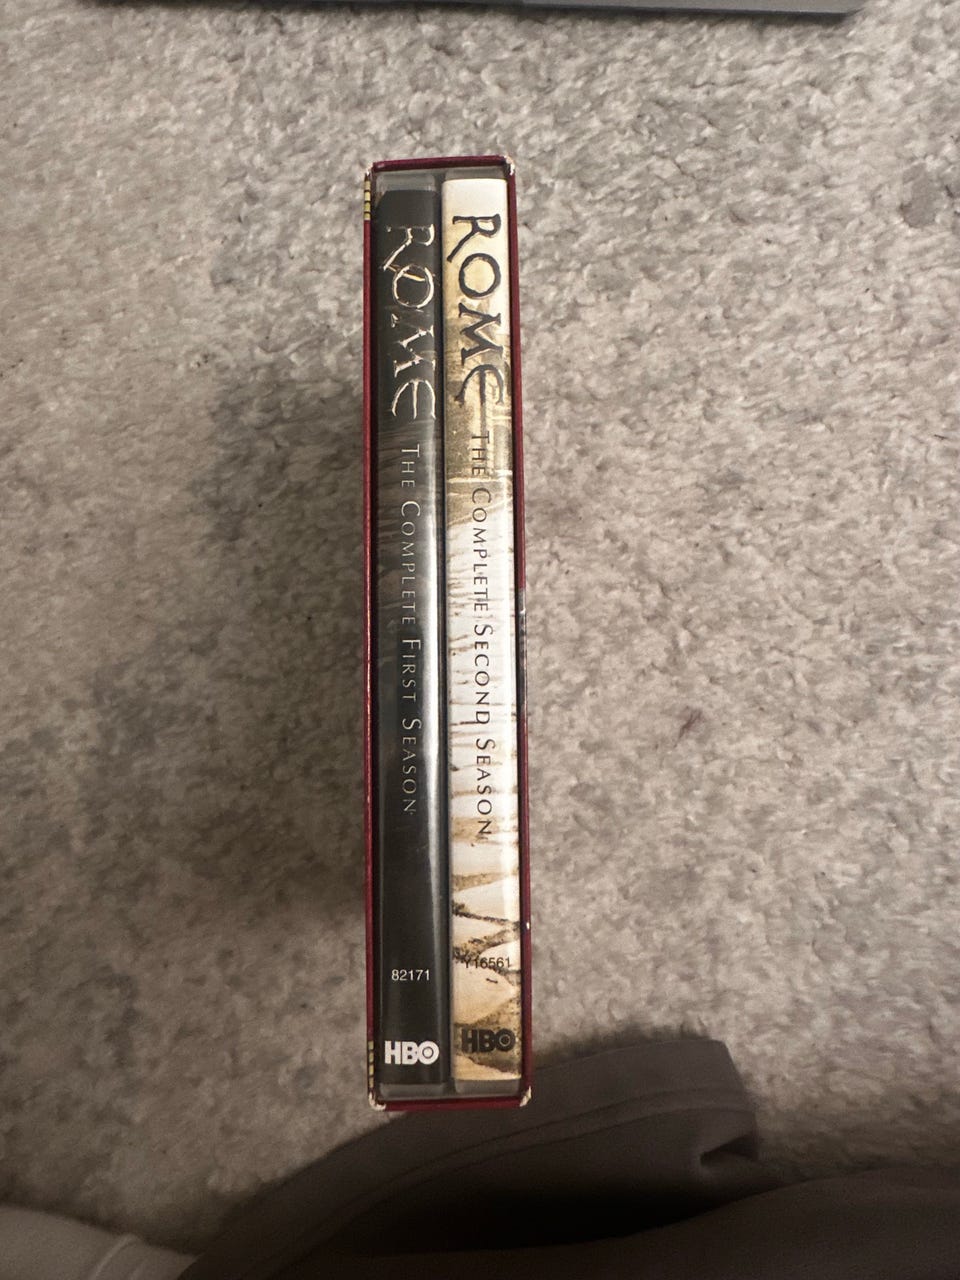 ROME
THE COMPLETE FIRST SEASON
82171
HBO
ROME
THE COMPLETE SECOND SEASON
Y16561
HBO